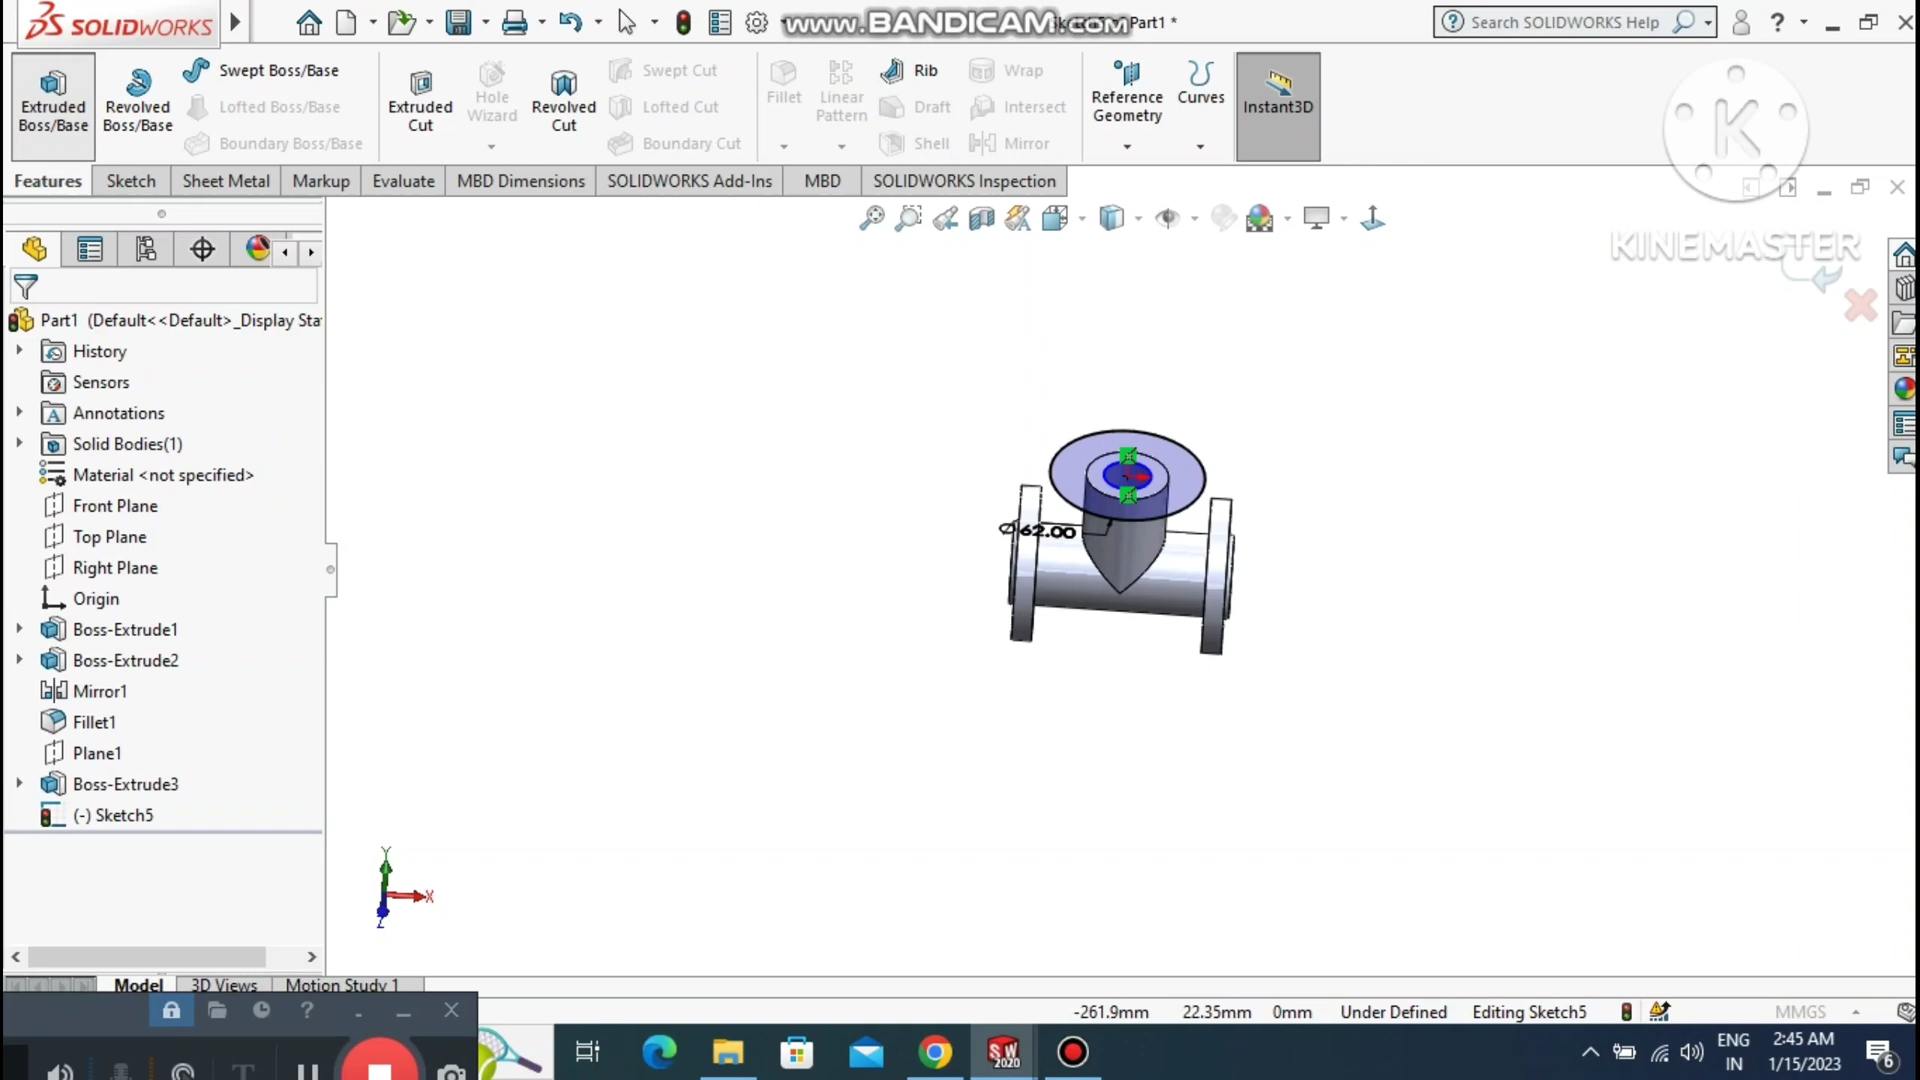 SOLIDWORKS
www.BANDICAM.com
Part1 *
Search SOLIDWORKS Help
?
Extruded Boss/Base
Revolved Boss/Base
Swept Boss/Base
Lofted Boss/Base
Boundary Boss/Base
Extruded Cut
Hole Wizard
Revolved Cut
Swept Cut
Lofted Cut
Boundary Cut
Fillet
Linear Pattern
Rib
Draft
Shell
Wrap
Intersect
Mirror
Reference Geometry
Curves
Instant3D
K
KINEMASTER
Features
Sketch
Sheet Metal
Markup
Evaluate
MBD Dimensions
SOLIDWORKS Add-Ins
MBD
SOLIDWORKS Inspection
Part1 (Default<<Default>_Display Sta
History
Sensors
Annotations
Solid Bodies(1)
Material <not specified>
Front Plane
Top Plane
Right Plane
Origin
Boss-Extrude1
Boss-Extrude2
Mirror1
Fillet1
Plane1
Boss-Extrude3
(-) Sketch5
Ø62.00
Y
X
Z
Model
3D Views
Motion Study 1
-261.9mm
22.35mm
0mm
Under Defined
Editing Sketch5
MMGS
SW
2020
ENG
IN
2:45 AM
1/15/2023
6